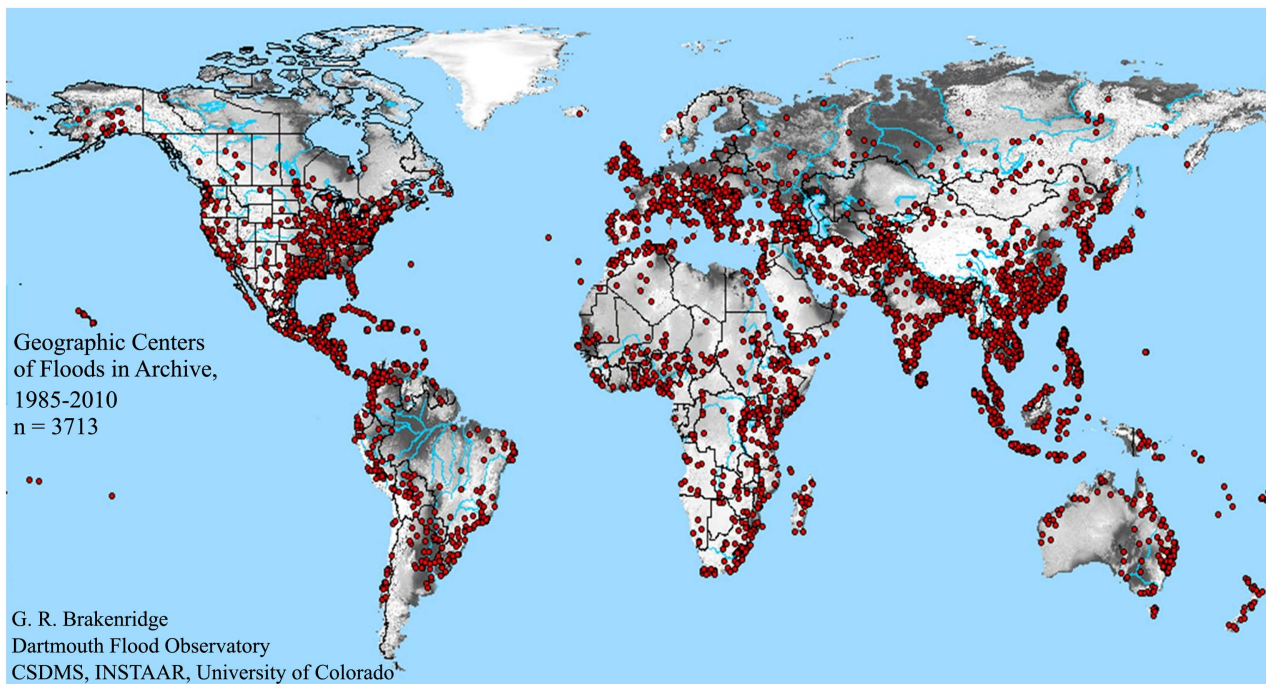 Geographic Centers
of Floods in Archive,
1985-2010
n = 3713
G. R. Brakenridge
Dartmouth Flood Observatory
CSDMS, INSTAAR, University of Colorado